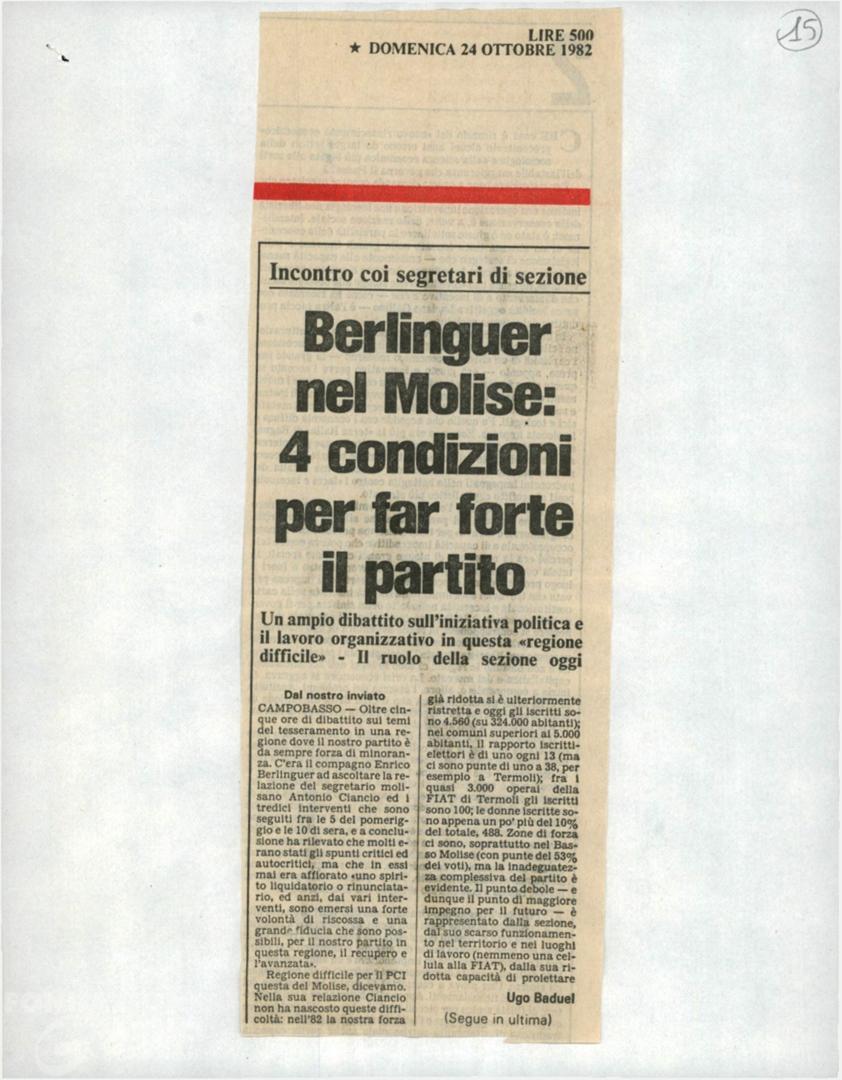 15
LIRE 500
★ DOMENICA 24 OTTOBRE 1982
Incontro coi segretari di sezione
Berlinguer
nel Molise:
4 condizioni
per far forte
il partito
Un ampio dibattito sull'iniziativa politica e
il lavoro organizzativo in questa «regione
difficile» - Il ruolo della sezione oggi
Dal nostro inviato
CAMPOBASSO — Oltre cin-
que ore di dibattito sui temi
del tesseramento in una re-
gione dove il nostro partito è
da sempre forza di minoran-
za. C'era il compagno Enrico
Berlinguer ad ascoltare la re-
lazione del segretario moli-
sano Antonio Ciancio ed i
tredici interventi che sono
seguiti fra le 5 del pomerig-
gio e le 10 di sera, e a conclu-
sione ha rilevato che molti e-
rano stati gli spunti critici ed
autocritici, ma che in essi
mai era affiorato «uno spiri-
to liquidatorio o rinunciata-
rio, ed anzi, dai vari inter-
venti, sono emersi una forte
volontà di riscossa e una
grande fiducia che sono pos-
sibili, per il nostro partito in
questa regione, il recupero e
l'avanzata».
Regione difficile per il PCI
questa del Molise, dicevamo.
Nella sua relazione Ciancio
non ha nascosto queste diffi-
coltà: nell'82 la nostra forza
già ridotta si è ulteriormente
ristretta e oggi gli iscritti so-
no 4.560 (su 324.000 abitanti);
nei comuni superiori ai 5.000
abitanti, il rapporto iscritti-
elettori è di uno ogni 13 (ma
ci sono punte di uno a 38, per
esempio a Termoli); fra i
quasi 3.000 operai della
FIAT di Termoli gli iscritti
sono 100; le donne iscritte so-
no appena un po' più del 10%
del totale, 488. Zone di forza
ci sono, soprattutto nel Bas-
so Molise (con punte del 53%
dei voti), ma la inadeguatez-
za complessiva del partito è
evidente. Il punto debole — e
dunque il punto di maggiore
impegno per il futuro — è
rappresentato dalla sezione,
dal suo scarso funzionamen-
to nel territorio e nei luoghi
di lavoro (nemmeno una cel-
lula alla FIAT), dalla sua ri-
dotta capacità di proiettare
Ugo Baduel
(Segue in ultima)